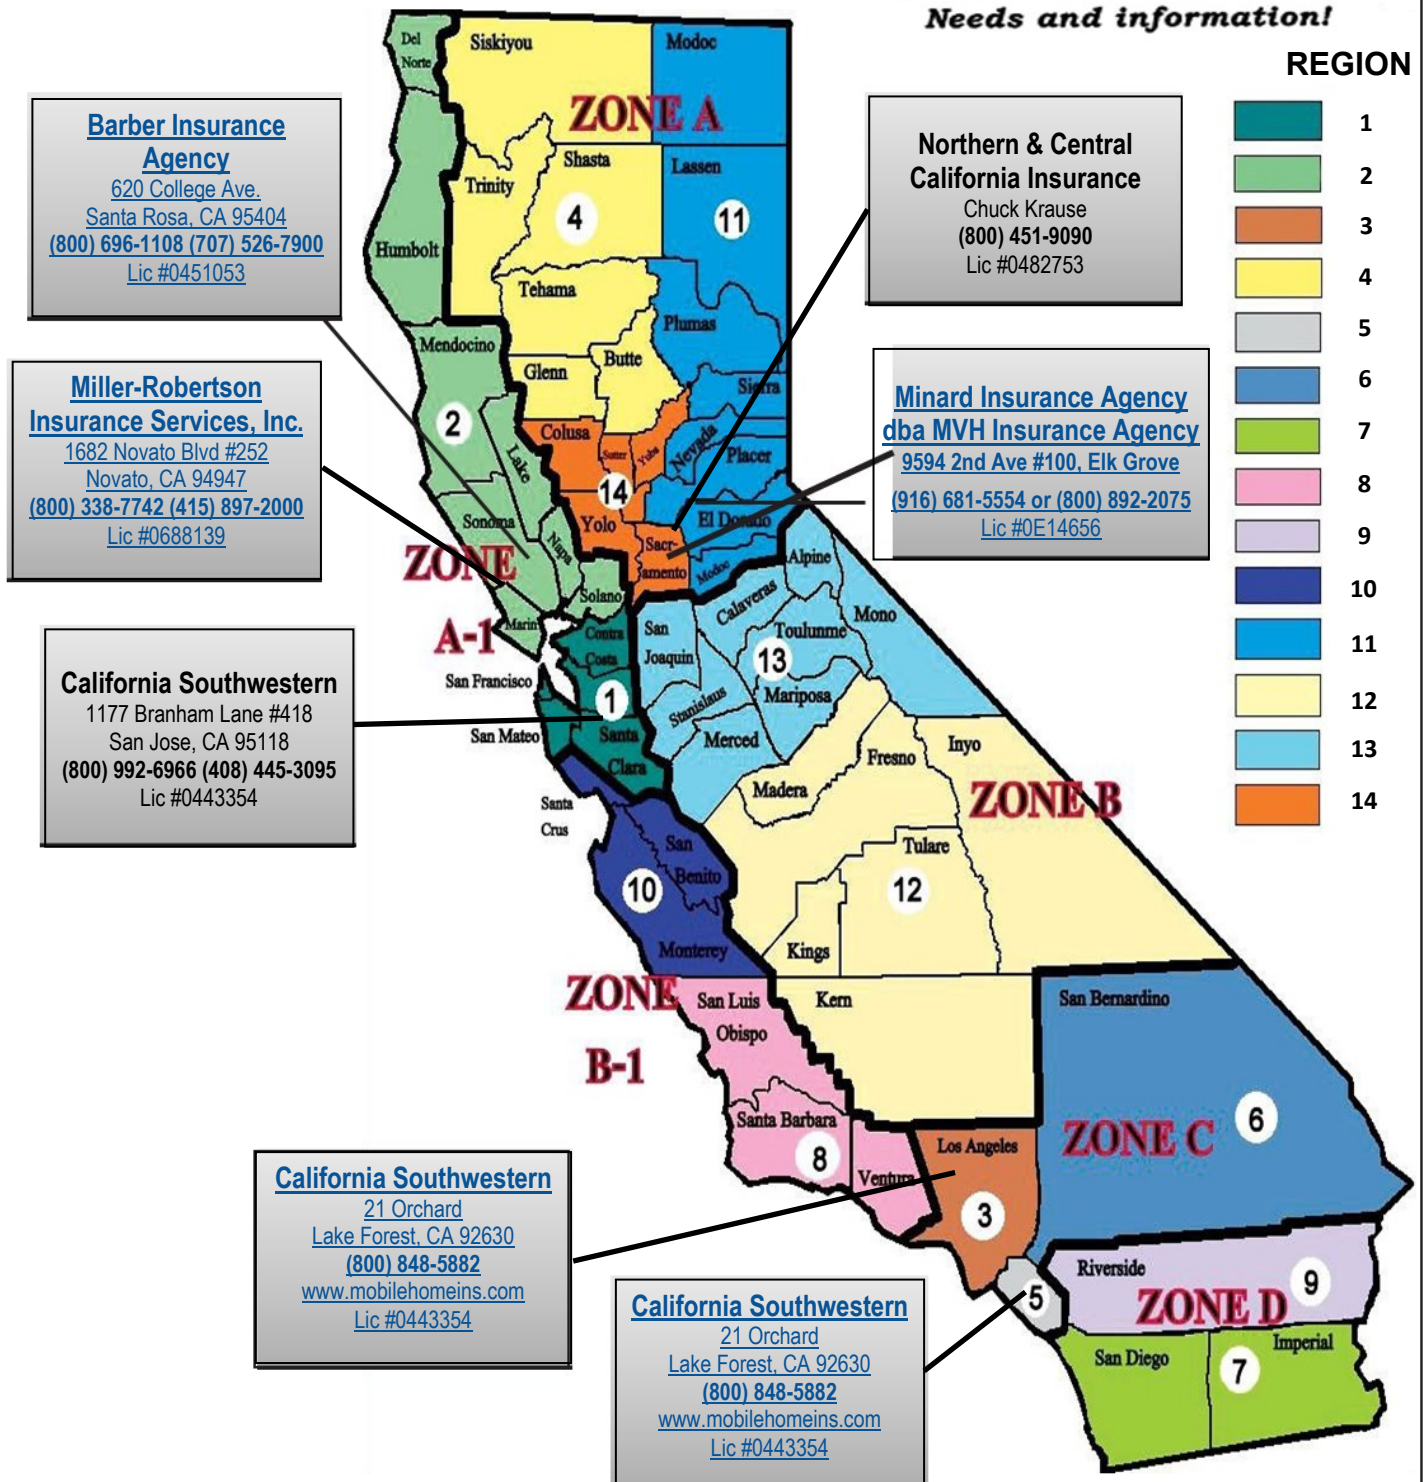 Needs and information!
REGION
1
2
3
4
5
6
7
8
9
10
11
12
13
14
Barber Insurance
Agency
620 College Ave.
Santa Rosa, CA 95404
(800) 696-1108 (707) 526-7900
Lic #0451053
Miller-Robertson
Insurance Services, Inc.
1682 Novato Blvd #252
Novato, CA 94947
(800) 338-7742 (415) 897-2000
Lic #0688139
California Southwestern
1177 Branham Lane #418
San Jose, CA 95118
(800) 992-6966 (408) 445-3095
Lic #0443354
Northern & Central
California Insurance
Chuck Krause
(800) 451-9090
Lic #0482753
Minard Insurance Agency
dba MVH Insurance Agency
9594 2nd Ave #100, Elk Grove
(916) 681-5554 or (800) 892-2075
Lic #0E14656
California Southwestern
21 Orchard
Lake Forest, CA 92630
(800) 848-5882
www.mobilehomeins.com
Lic #0443354
California Southwestern
21 Orchard
Lake Forest, CA 92630
(800) 848-5882
www.mobilehomeins.com
Lic #0443354
Del
Norte
Siskiyou
Modoc
ZONE A
Trinity
Shasta
Lassen
4
11
Humbolt
Tehama
Plumas
Mendocino
Butte
Glenn
Sierra
2
Colusa
Sutter
Yuba
Nevada
Placer
Lake
14
Sonoma
Yolo
El Dorado
Napa
Sacr-
amento
Modoc
Alpine
ZONE
A-1
Solano
Marin
Contra
Costa
San
Joaquin
Calaveras
Toulunme
Mono
13
San Francisco
1
Stanislaus
Mariposa
San Mateo
Santa
Clara
Merced
Fresno
Inyo
Madera
ZONE B
Santa
Crus
San
Benito
Tulare
10
12
Monterey
Kings
ZONE
B-1
San Luis
Obispo
Kern
San Bernardino
Santa Barbara
8
Ventura
Los Angeles
3
ZONE C
6
5
Riverside
ZONE D
9
San Diego
Imperial
7